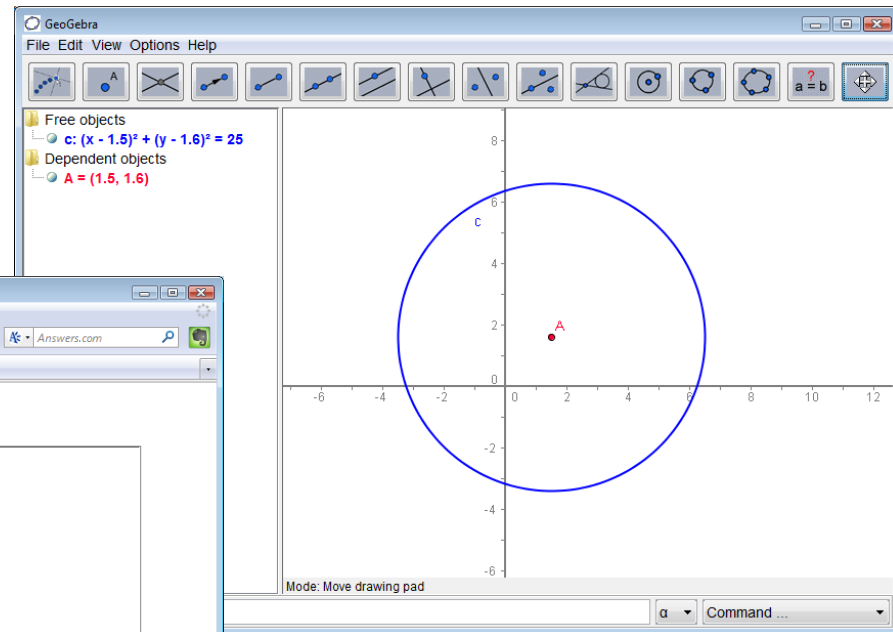 GeoGebra
File Edit View Options Help
A
?
a = b
Free objects
c: (x - 1.5)² + (y - 1.6)² = 25
Dependent objects
A = (1.5, 1.6)
8
6
c
4
2
A
0
-6 -4 -2 0 2 4 6 8 10 12
-2
-4
-6
Mode: Move drawing pad
α Command ...
Answers.com